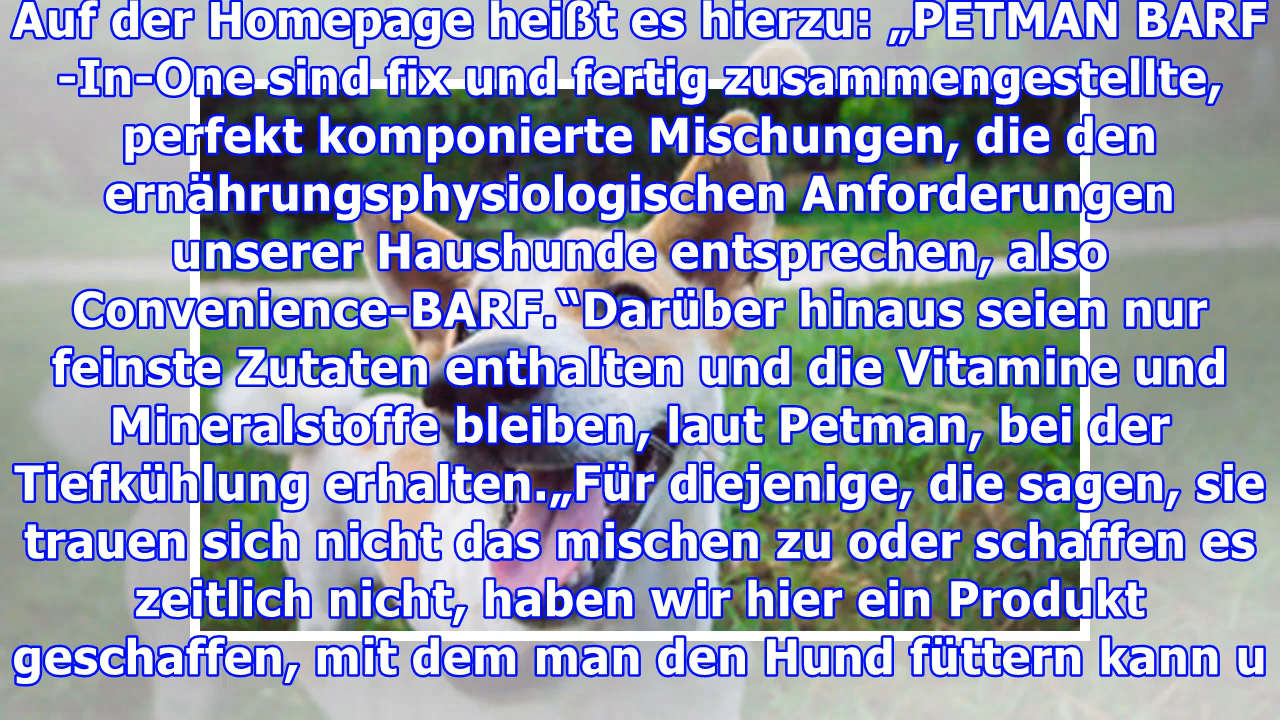 Auf der Homepage heißt es hierzu: „PETMAN BARF
-In-One sind fix und fertig zusammengestellte,
perfekt komponierte Mischungen, die den
ernährungsphysiologischen Anforderungen
unserer Haushunde entsprechen, also
Convenience-BARF.“Darüber hinaus seien nur
feinste Zutaten enthalten und die Vitamine und
Mineralstoffe bleiben, laut Petman, bei der
Tiefkühlung erhalten.„Für diejenige, die sagen, sie
trauen sich nicht das mischen zu oder schaffen es
zeitlich nicht, haben wir hier ein Produkt
geschaffen, mit dem man den Hund füttern kann u